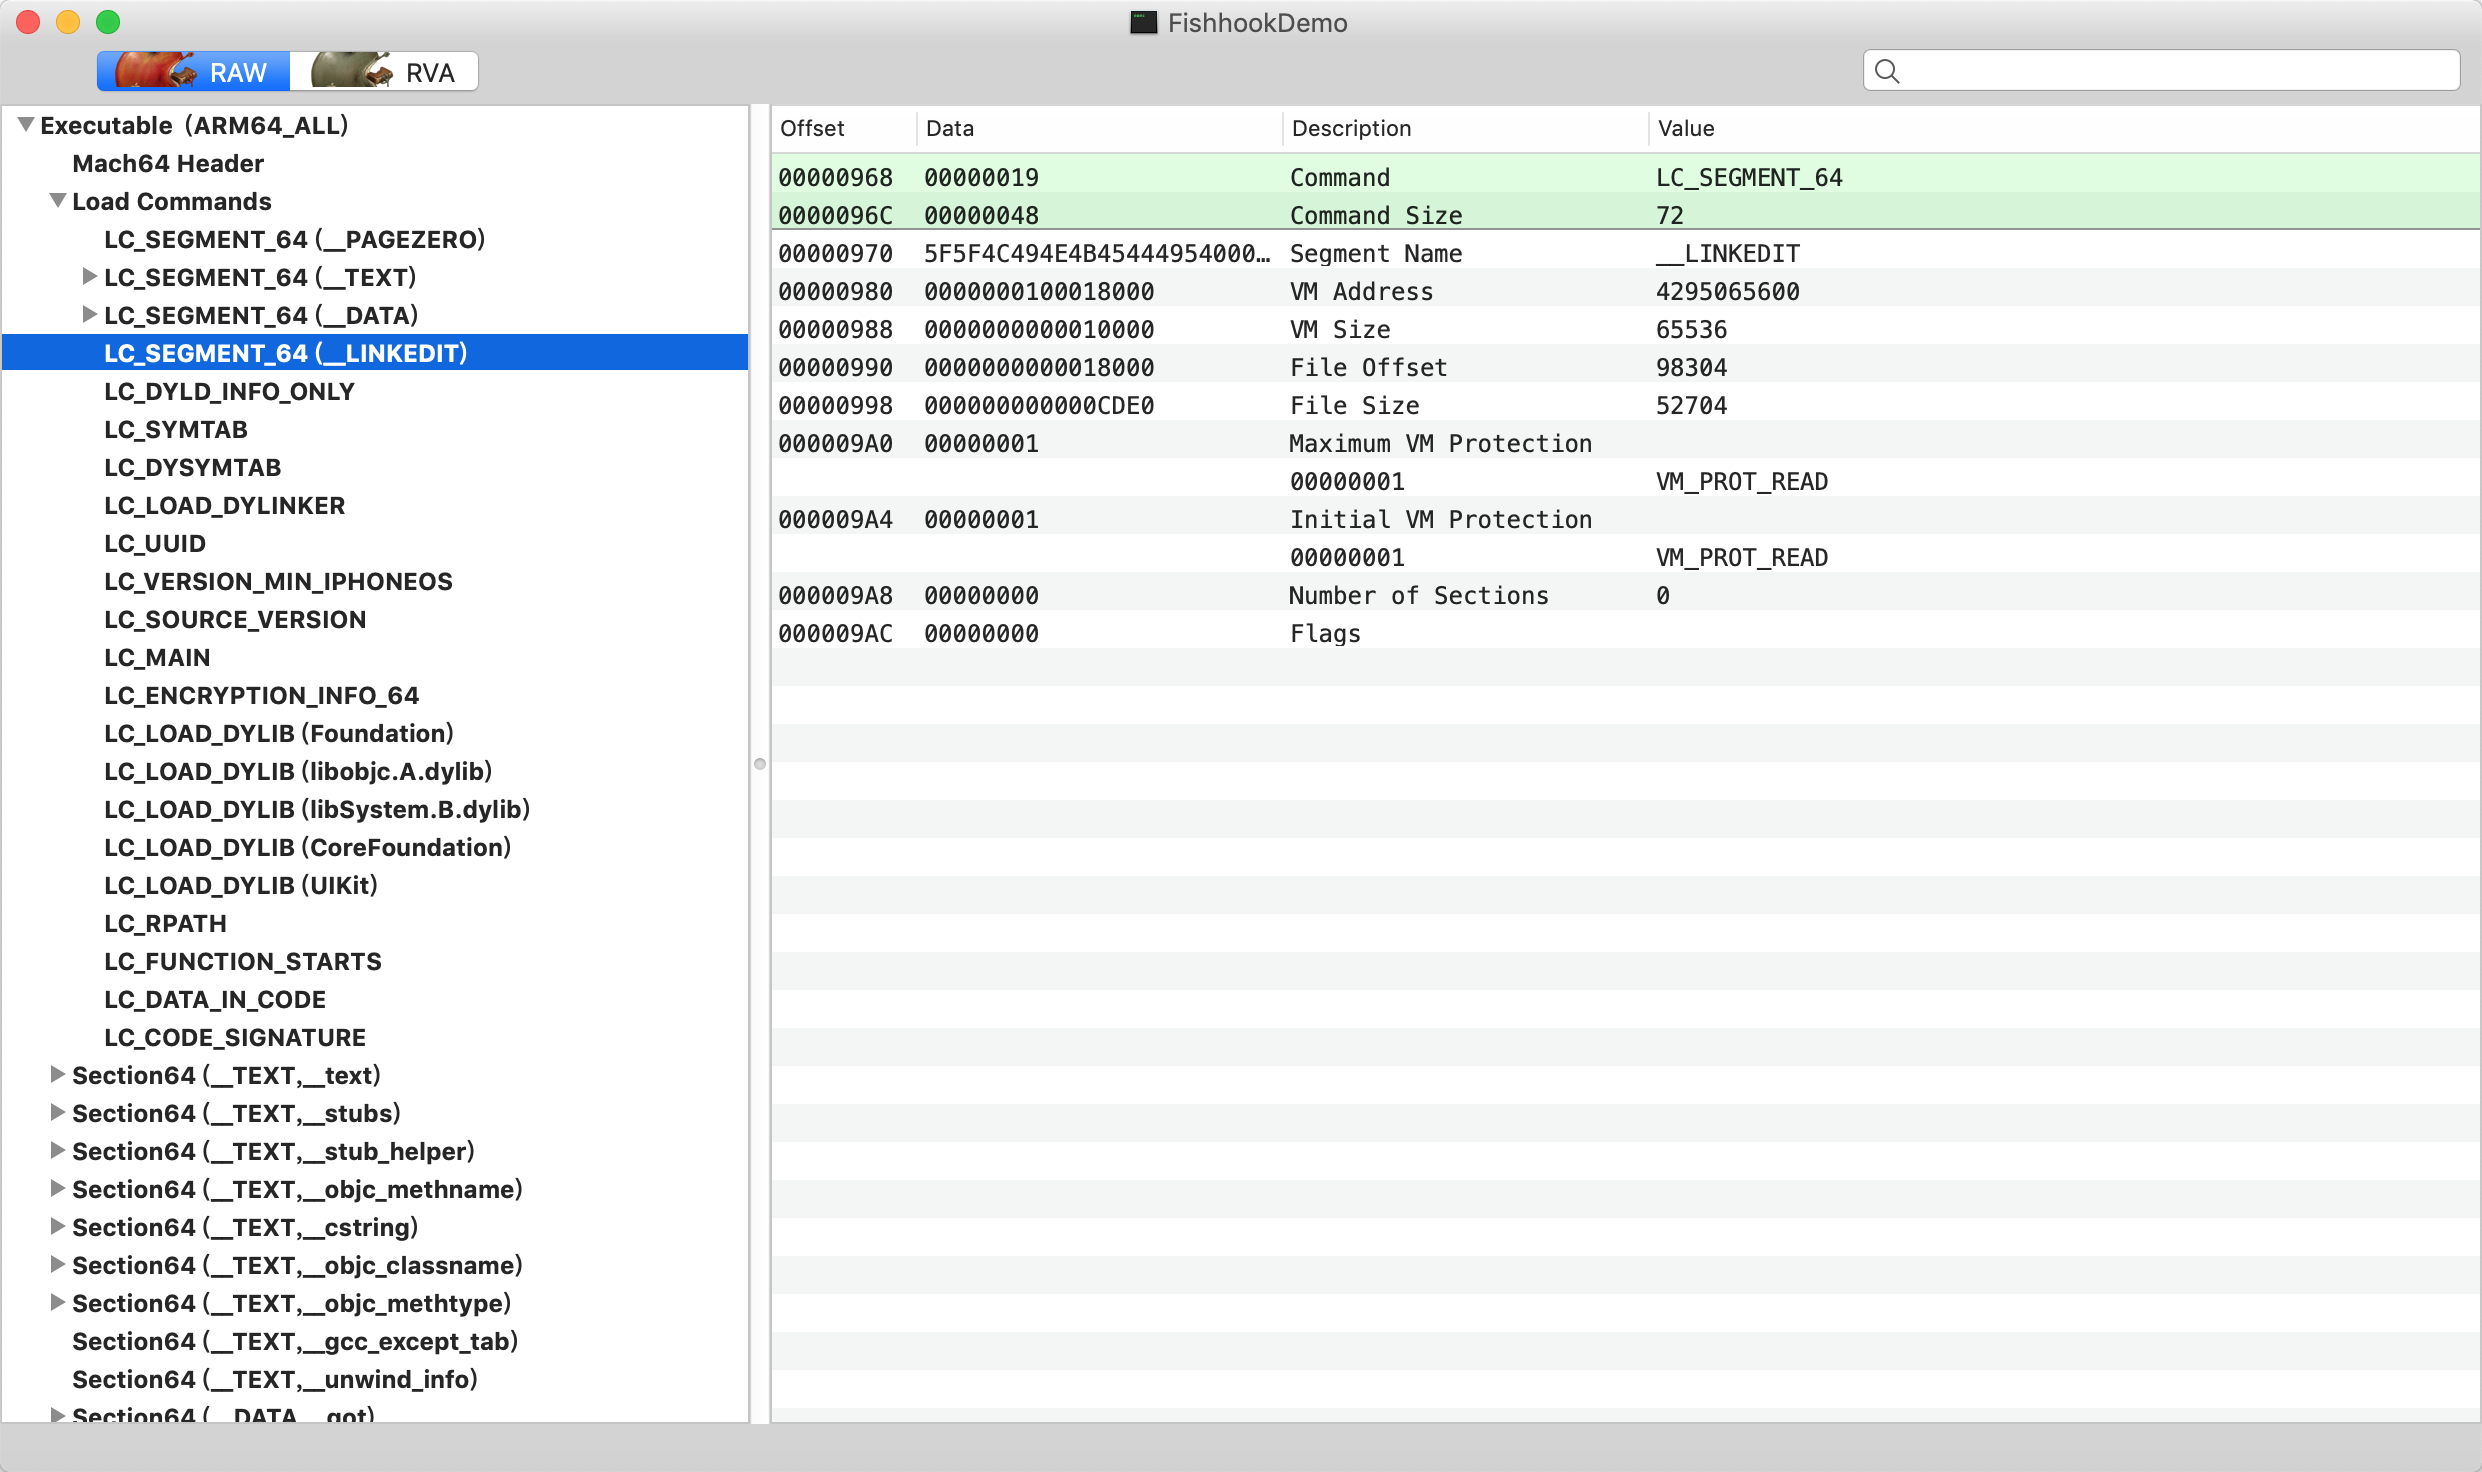 FishhookDemo
RAW
RVA
Executable (ARM64_ALL)
Mach64 Header
Load Commands
LC_SEGMENT_64 (__PAGEZERO)
LC_SEGMENT_64 (__TEXT)
LC_SEGMENT_64 (__DATA)
LC_SEGMENT_64 (__LINKEDIT)
LC_DYLD_INFO_ONLY
LC_SYMTAB
LC_DYSYMTAB
LC_LOAD_DYLINKER
LC_UUID
LC_VERSION_MIN_IPHONEOS
LC_SOURCE_VERSION
LC_MAIN
LC_ENCRYPTION_INFO_64
LC_LOAD_DYLIB (Foundation)
LC_LOAD_DYLIB (libobjc.A.dylib)
LC_LOAD_DYLIB (libSystem.B.dylib)
LC_LOAD_DYLIB (CoreFoundation)
LC_LOAD_DYLIB (UIKit)
LC_RPATH
LC_FUNCTION_STARTS
LC_DATA_IN_CODE
LC_CODE_SIGNATURE
Section64 (__TEXT,__text)
Section64 (__TEXT,__stubs)
Section64 (__TEXT,__stub_helper)
Section64 (__TEXT,__objc_methname)
Section64 (__TEXT,__cstring)
Section64 (__TEXT,__objc_classname)
Section64 (__TEXT,__objc_methtype)
Section64 (__TEXT,__gcc_except_tab)
Section64 (__TEXT,__unwind_info)
Section64 (__DATA,__got)
Offset Data Description Value
00000968 00000019 Command LC_SEGMENT_64
0000096C 00000048 Command Size 72
00000970 5F5F4C494E4B45444954000… Segment Name __LINKEDIT
00000980 0000000100018000 VM Address 4295065600
00000988 0000000000010000 VM Size 65536
00000990 0000000000018000 File Offset 98304
00000998 000000000000CDE0 File Size 52704
000009A0 00000001 Maximum VM Protection
00000001 VM_PROT_READ
000009A4 00000001 Initial VM Protection
00000001 VM_PROT_READ
000009A8 00000000 Number of Sections 0
000009AC 00000000 Flags